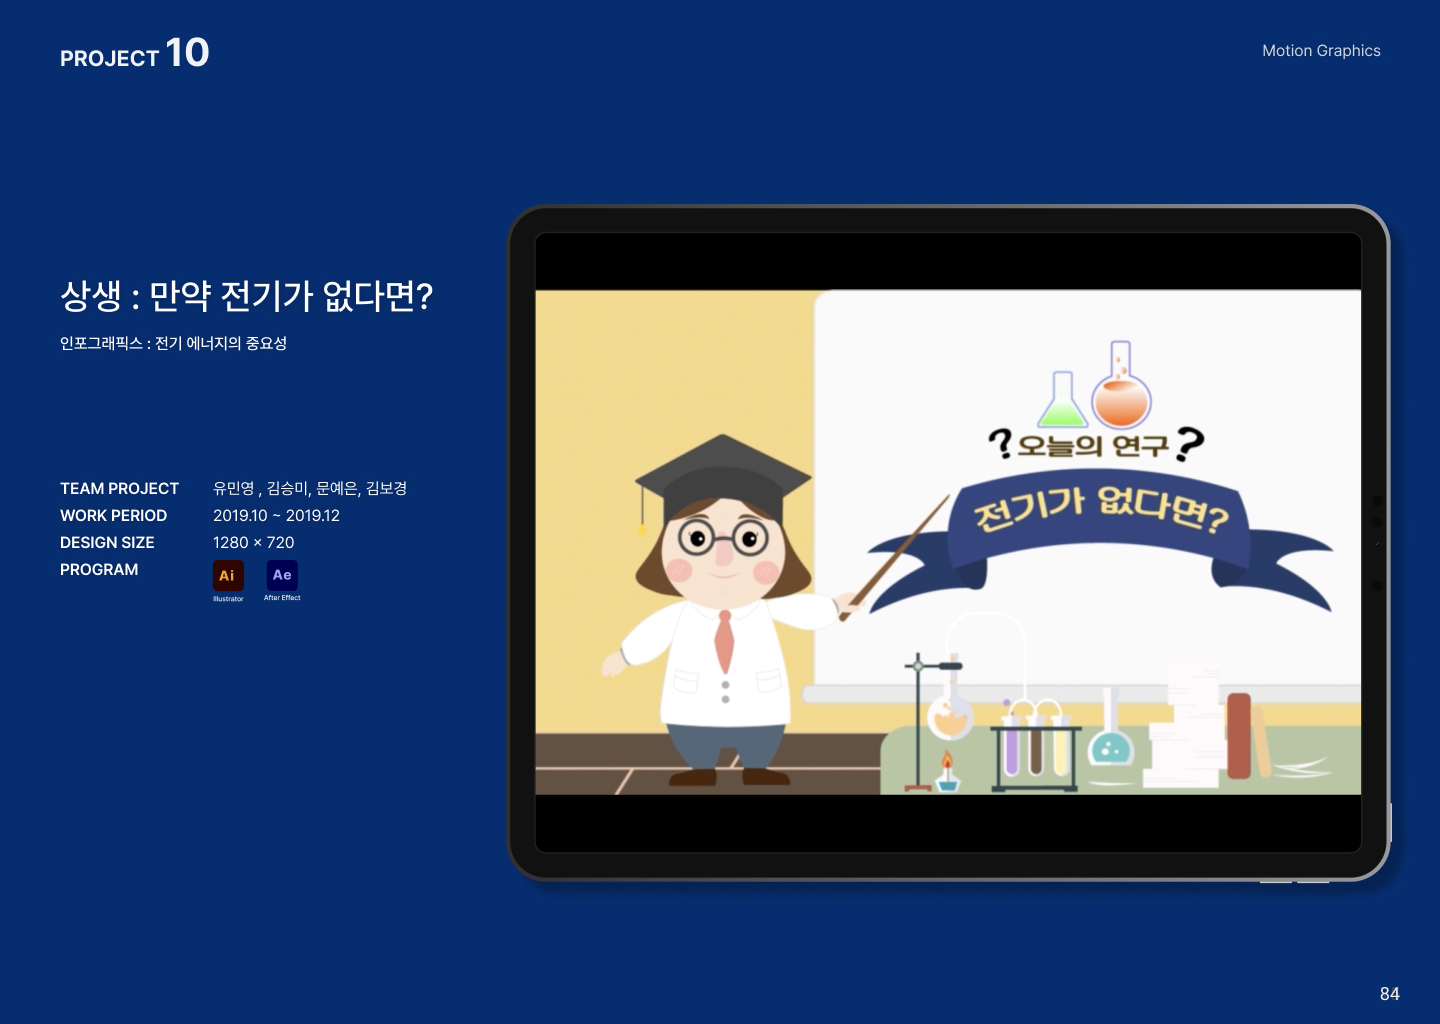 PROJECT 10
Motion Graphics
상생 : 만약 전기가 없다면?
인포그래픽스 : 전기 에너지의 중요성
TEAM PROJECT 유민영 , 김승미, 문예은, 김보경
WORK PERIOD 2019.10 ~ 2019.12
DESIGN SIZE 1280 × 720
PROGRAM
Ai Ae
Illustrator After Effect
? 오늘의 연구 ?
전기가 없다면?
84